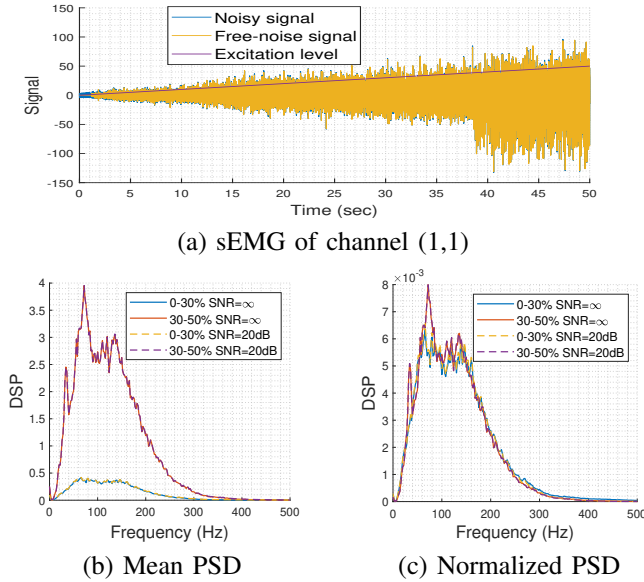 150
100
50
0
-50
-100
-150
Signal
Noisy signal
Free-noise signal
Excitation level
0 5 10 15 20 25 30 35 40 45 50
Time (sec)
(a) sEMG of channel (1,1)
4
3.5
3
2.5
2
1.5
1
0.5
0
DSP
0-30% SNR=∞
30-50% SNR=∞
0-30% SNR=20dB
30-50% SNR=20dB
0 100 200 300 400 500
Frequency (Hz)
(b) Mean PSD
×10⁻³
8
7
6
5
4
3
2
1
0
DSP
0-30% SNR=∞
30-50% SNR=∞
0-30% SNR=20dB
30-50% SNR=20dB
0 100 200 300 400 500
Frequency (Hz)
(c) Normalized PSD